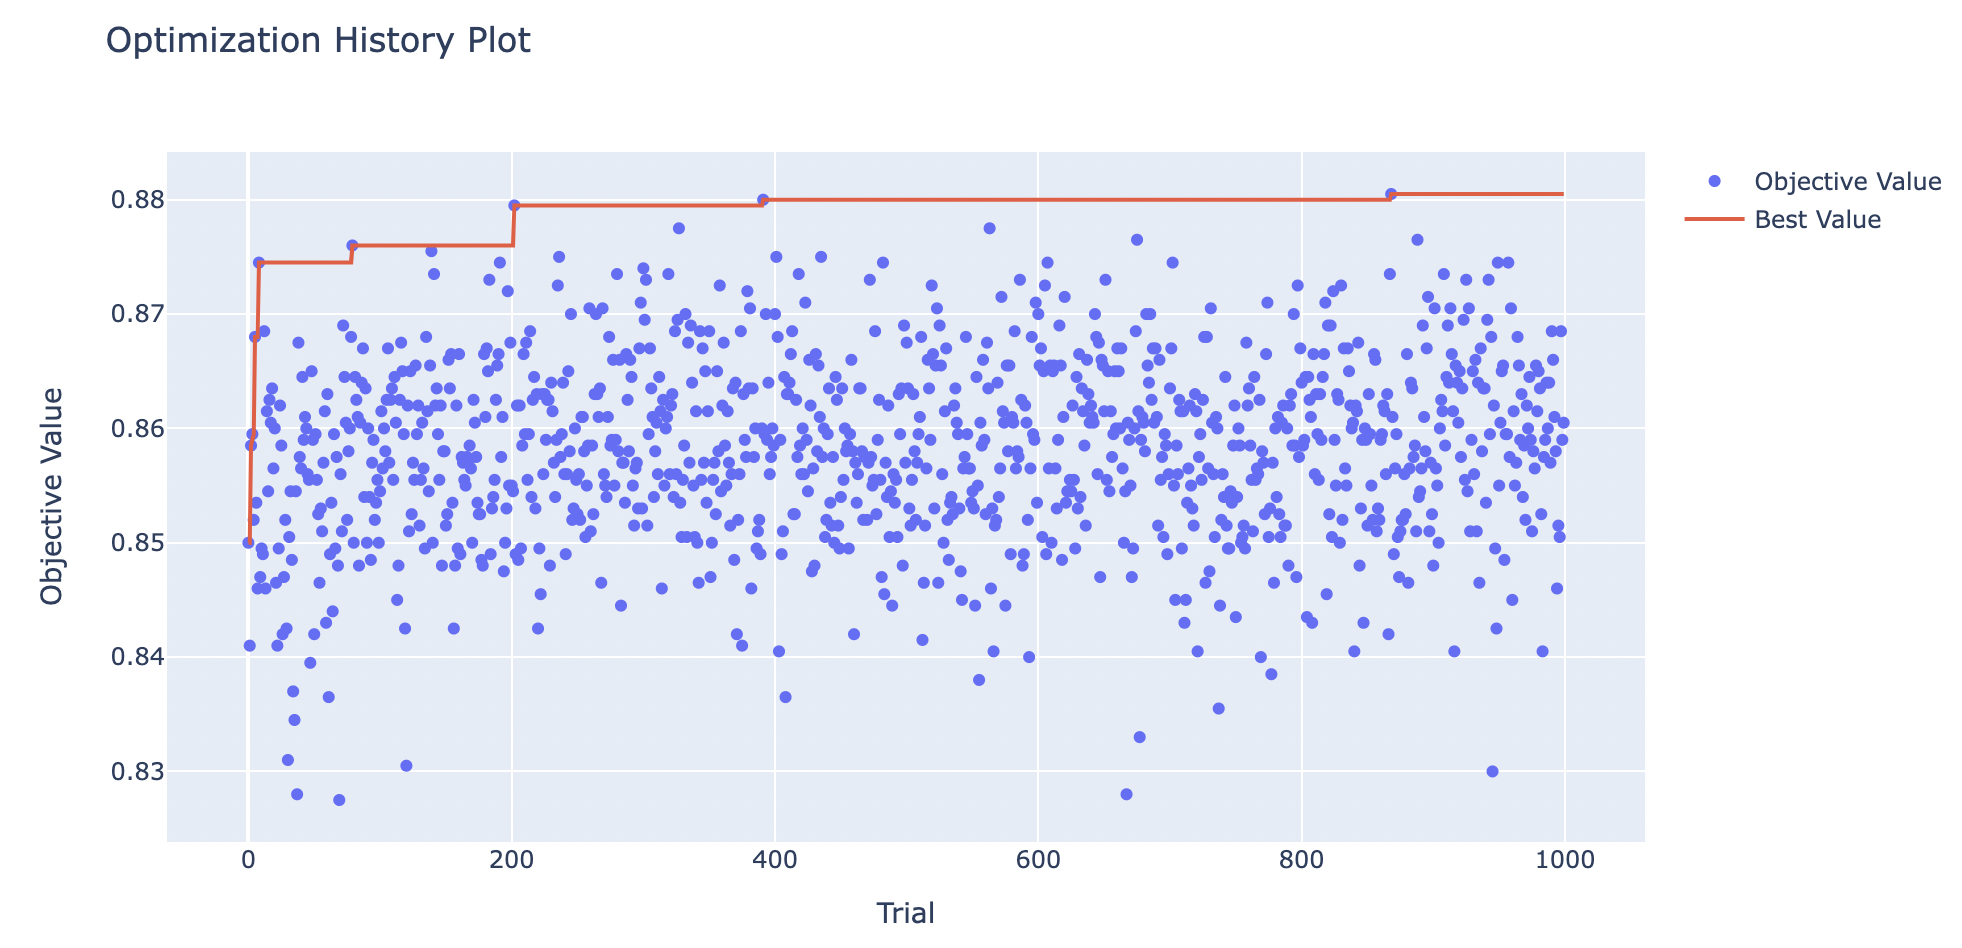 Optimization History Plot
Objective Value
Best Value
0.88
0.87
0.86
0.85
0.84
0.83
Objective Value
0
200
400
600
800
1000
Trial